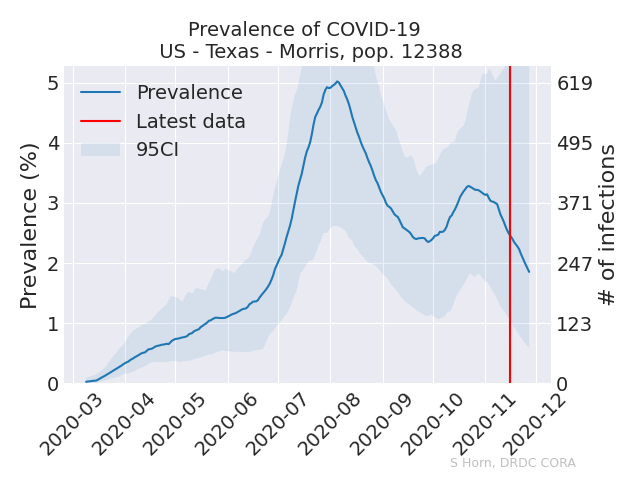 Prevalence of COVID-19
US - Texas - Morris, pop. 12388
Prevalence
Latest data
95CI
Prevalence (%)
5
4
3
2
1
0
619
495
371
247
123
0
# of infections
2020-03
2020-04
2020-05
2020-06
2020-07
2020-08
2020-09
2020-10
2020-11
2020-12
S Horn, DRDC CORA